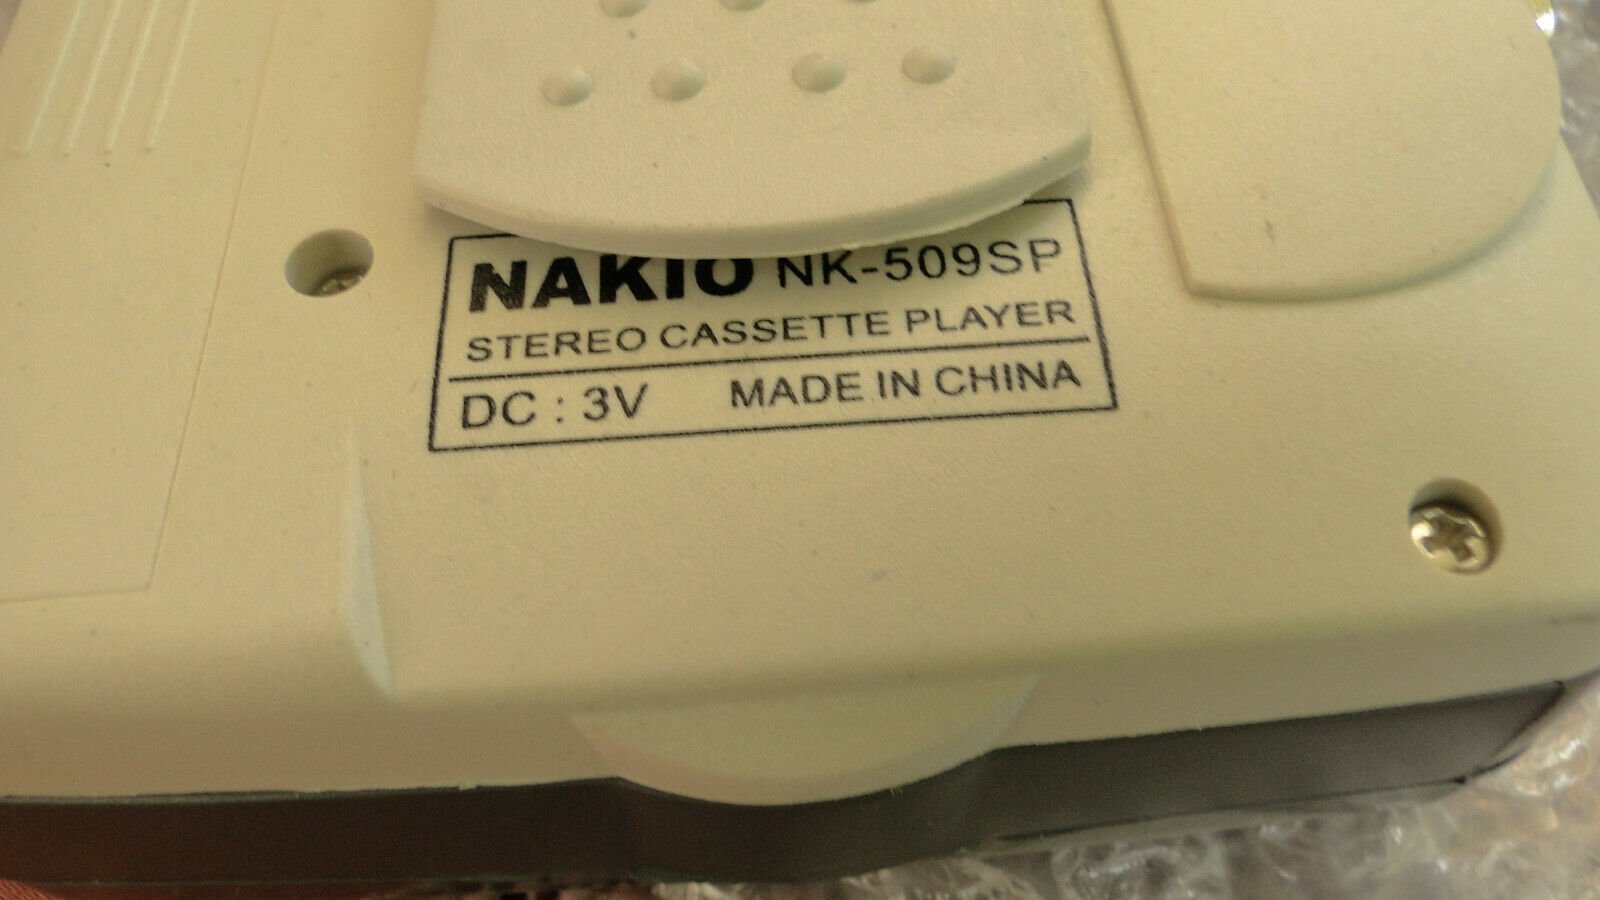 NAKIO NK-509SP
STEREO CASSETTE PLAYER
DC : 3V MADE IN CHINA